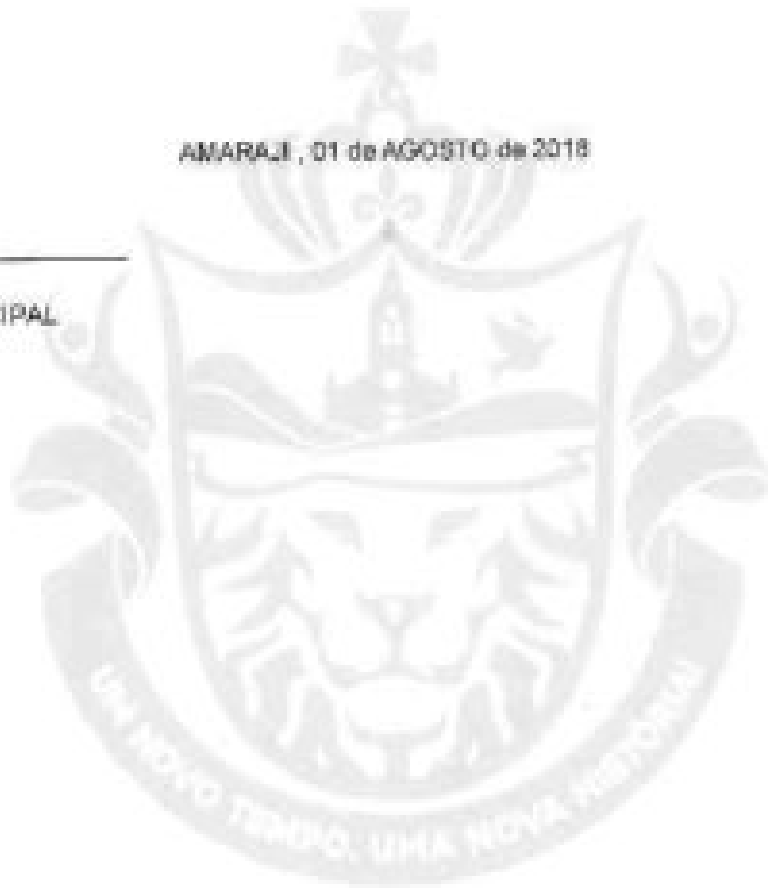 AMARAJI, 01 de AGOSTO de 2018
IPAL
UM NOVO TEMPO, UMA NOVA HISTÓRIA!